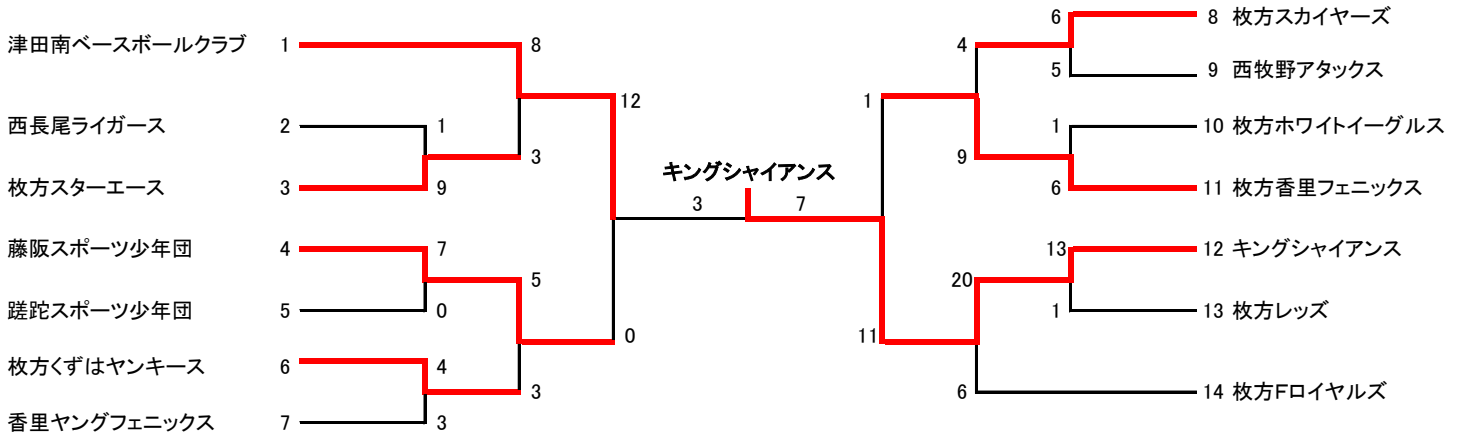 津田南ベースボールクラブ 1 8
西長尾ライガース 2 1
枚方スターエース 3 9 3
12
藤阪スポーツ少年団 4 7 5
蹉跎スポーツ少年団 5 0
枚方くずはヤンキース 6 4 3
香里ヤングフェニックス 7 3
0
キングシャイアンス
3 7
4 6 8 枚方スカイヤーズ
5 9 西牧野アタックス
1
1 10 枚方ホワイトイーグルス
9 6 11 枚方香里フェニックス
20 13 12 キングシャイアンス
1 13 枚方レッズ
11
6 14 枚方Fロイヤルズ